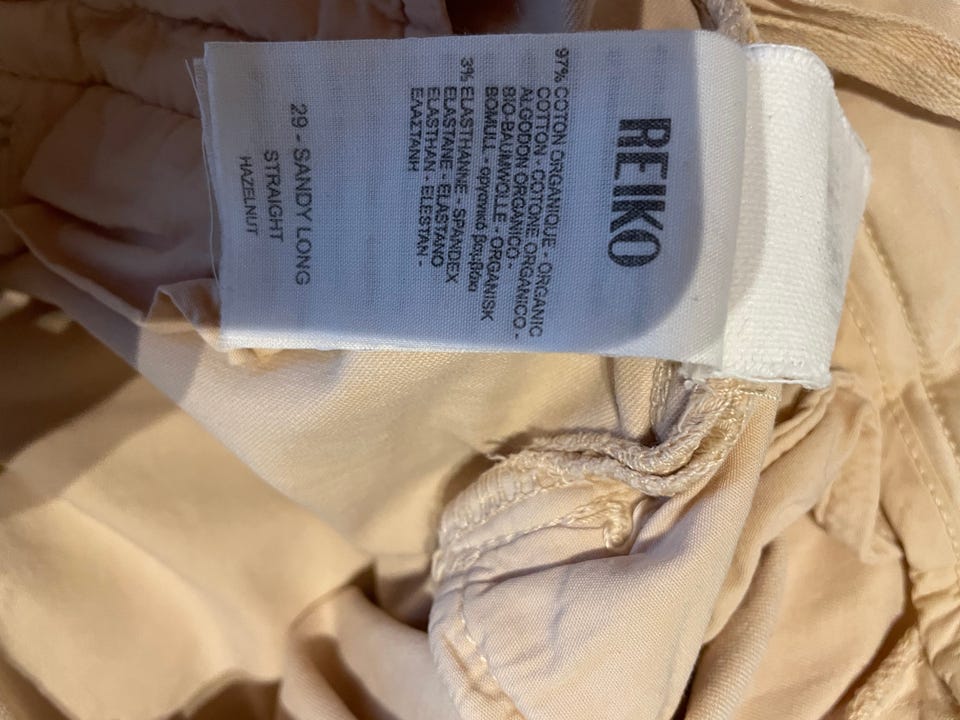 REIKO
97% COTON ORGANIQUE - ORGANIC
COTTON - COTONE ORGANICO -
ALGODON ORGANICO -
BIO-BAUMWOLLE - ORGANISK
BOMULL - οργανικό βαμβάκι
3% ELASTHANNE - SPANDEX
ELASTANE - ELASTANO
ELASTHAN - ELESTAN -
ΕΛΑΣΤΑΝΗ
29 - SANDY LONG
STRAIGHT
HAZELNUT